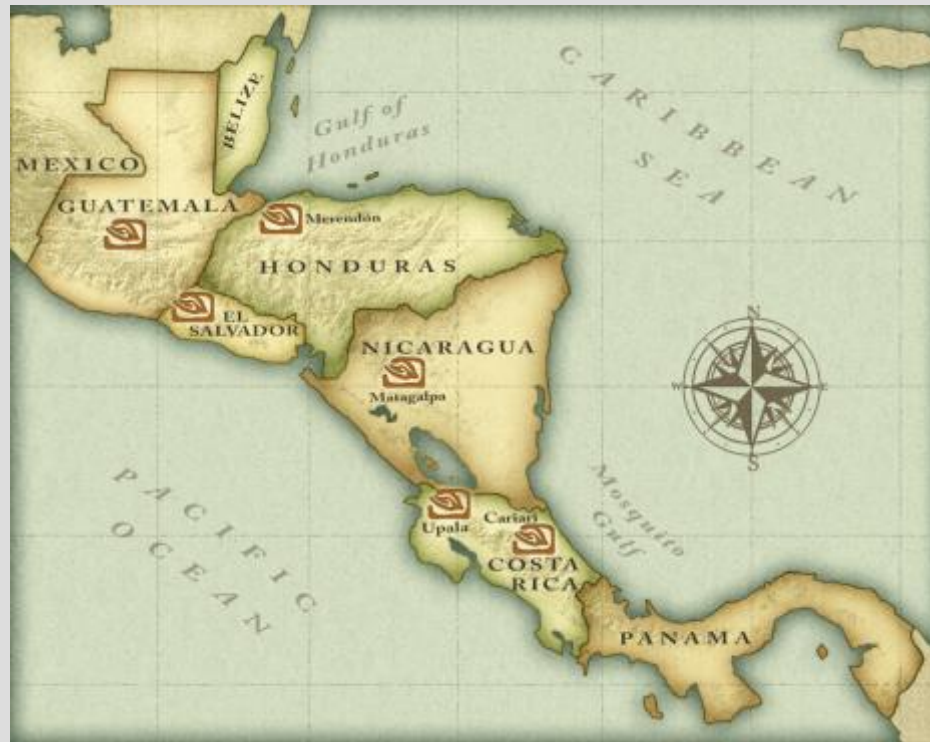 CARIBBEAN
SEA
BELIZE
Gulf of
Honduras
MEXICO
GUATEMALA
Merendón
HONDURAS
EL
SALVADOR
NICARAGUA
Matagalpa
N
W
E
S
PACIFIC
OCEAN
Mosquito
Gulf
Upala
Cariari
COSTA
RICA
PANAMA